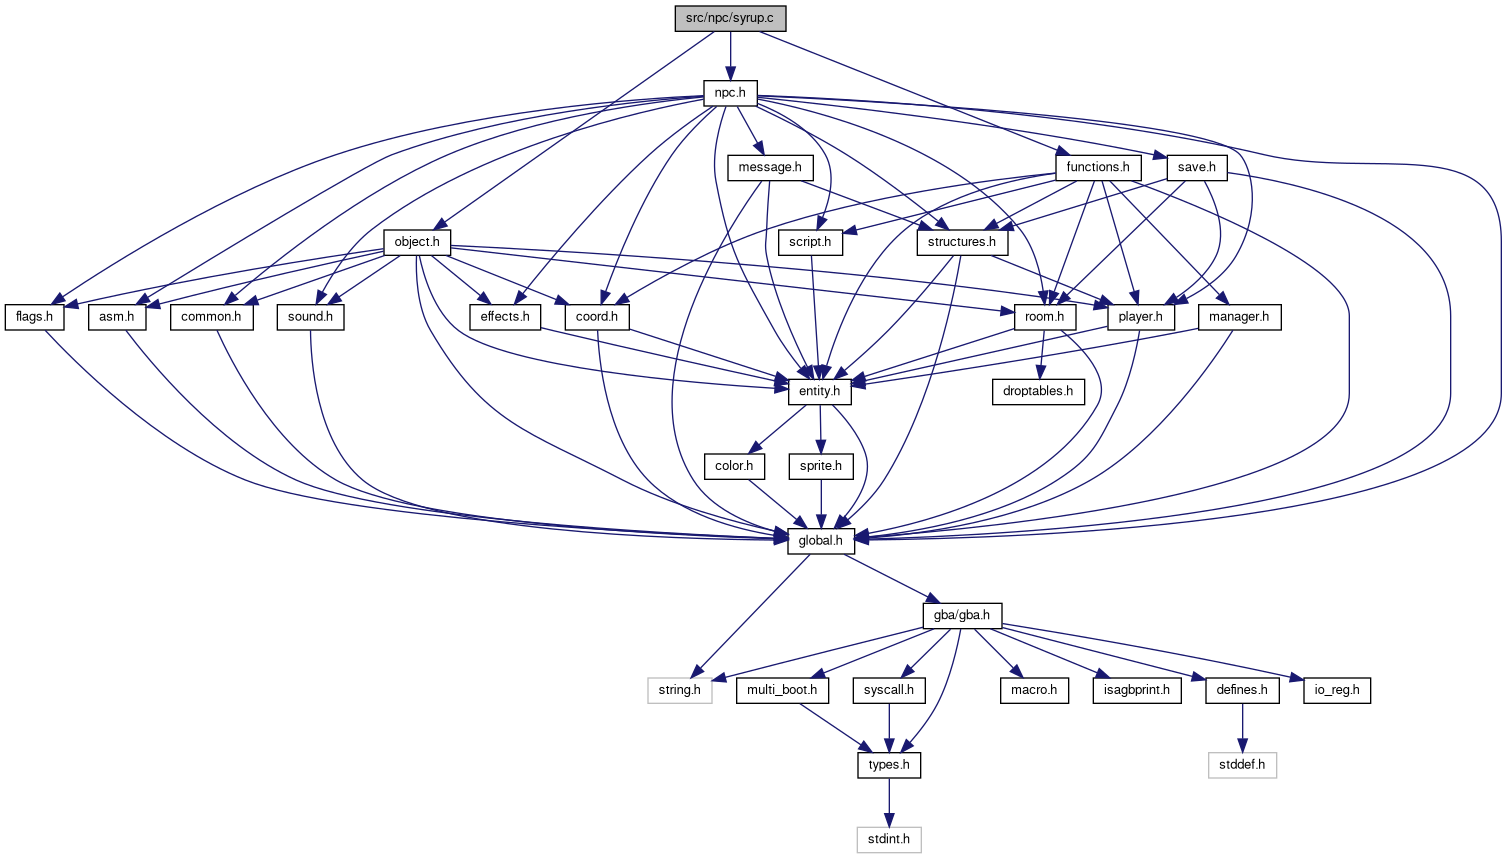 src/npc/syrup.c
npc.h
message.h
functions.h
save.h
object.h
script.h
structures.h
flags.h
asm.h
common.h
sound.h
effects.h
coord.h
room.h
player.h
manager.h
entity.h
droptables.h
color.h
sprite.h
global.h
gba/gba.h
string.h
multi_boot.h
syscall.h
macro.h
isagbprint.h
defines.h
io_reg.h
types.h
stddef.h
stdint.h